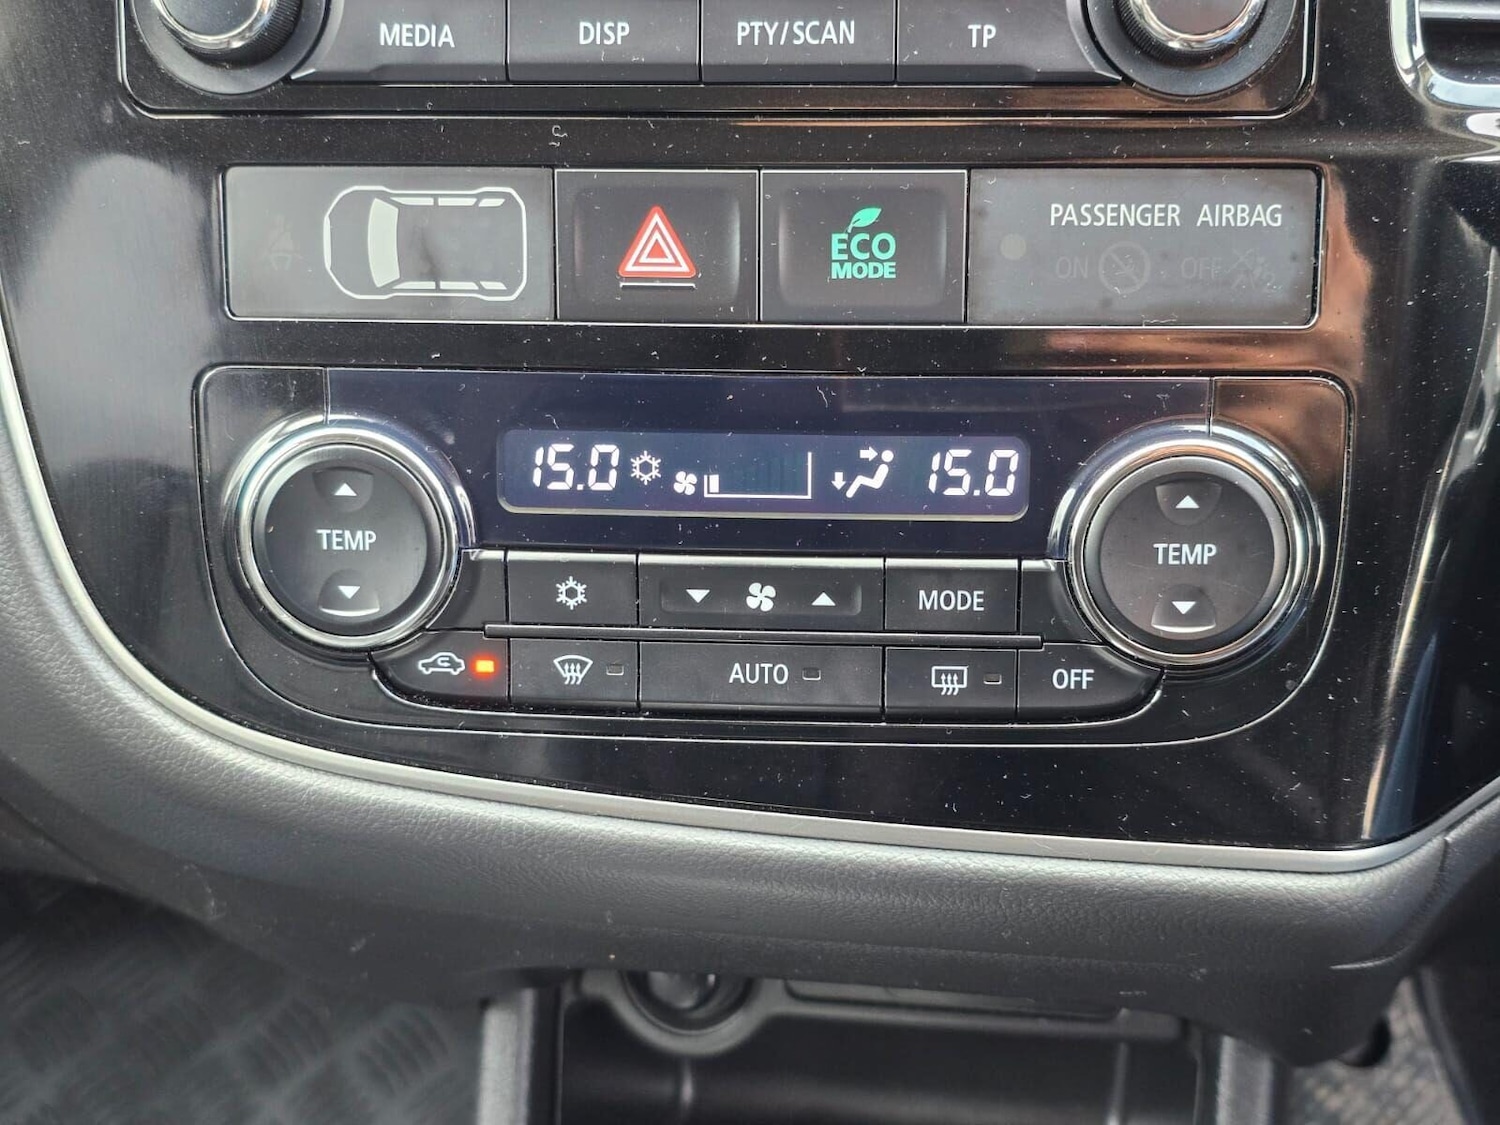 MEDIA DISP PTY/SCAN TP
ECO
MODE
PASSENGER AIRBAG
ON OFF
15.0 15.0
TEMP
TEMP
MODE
AUTO
OFF